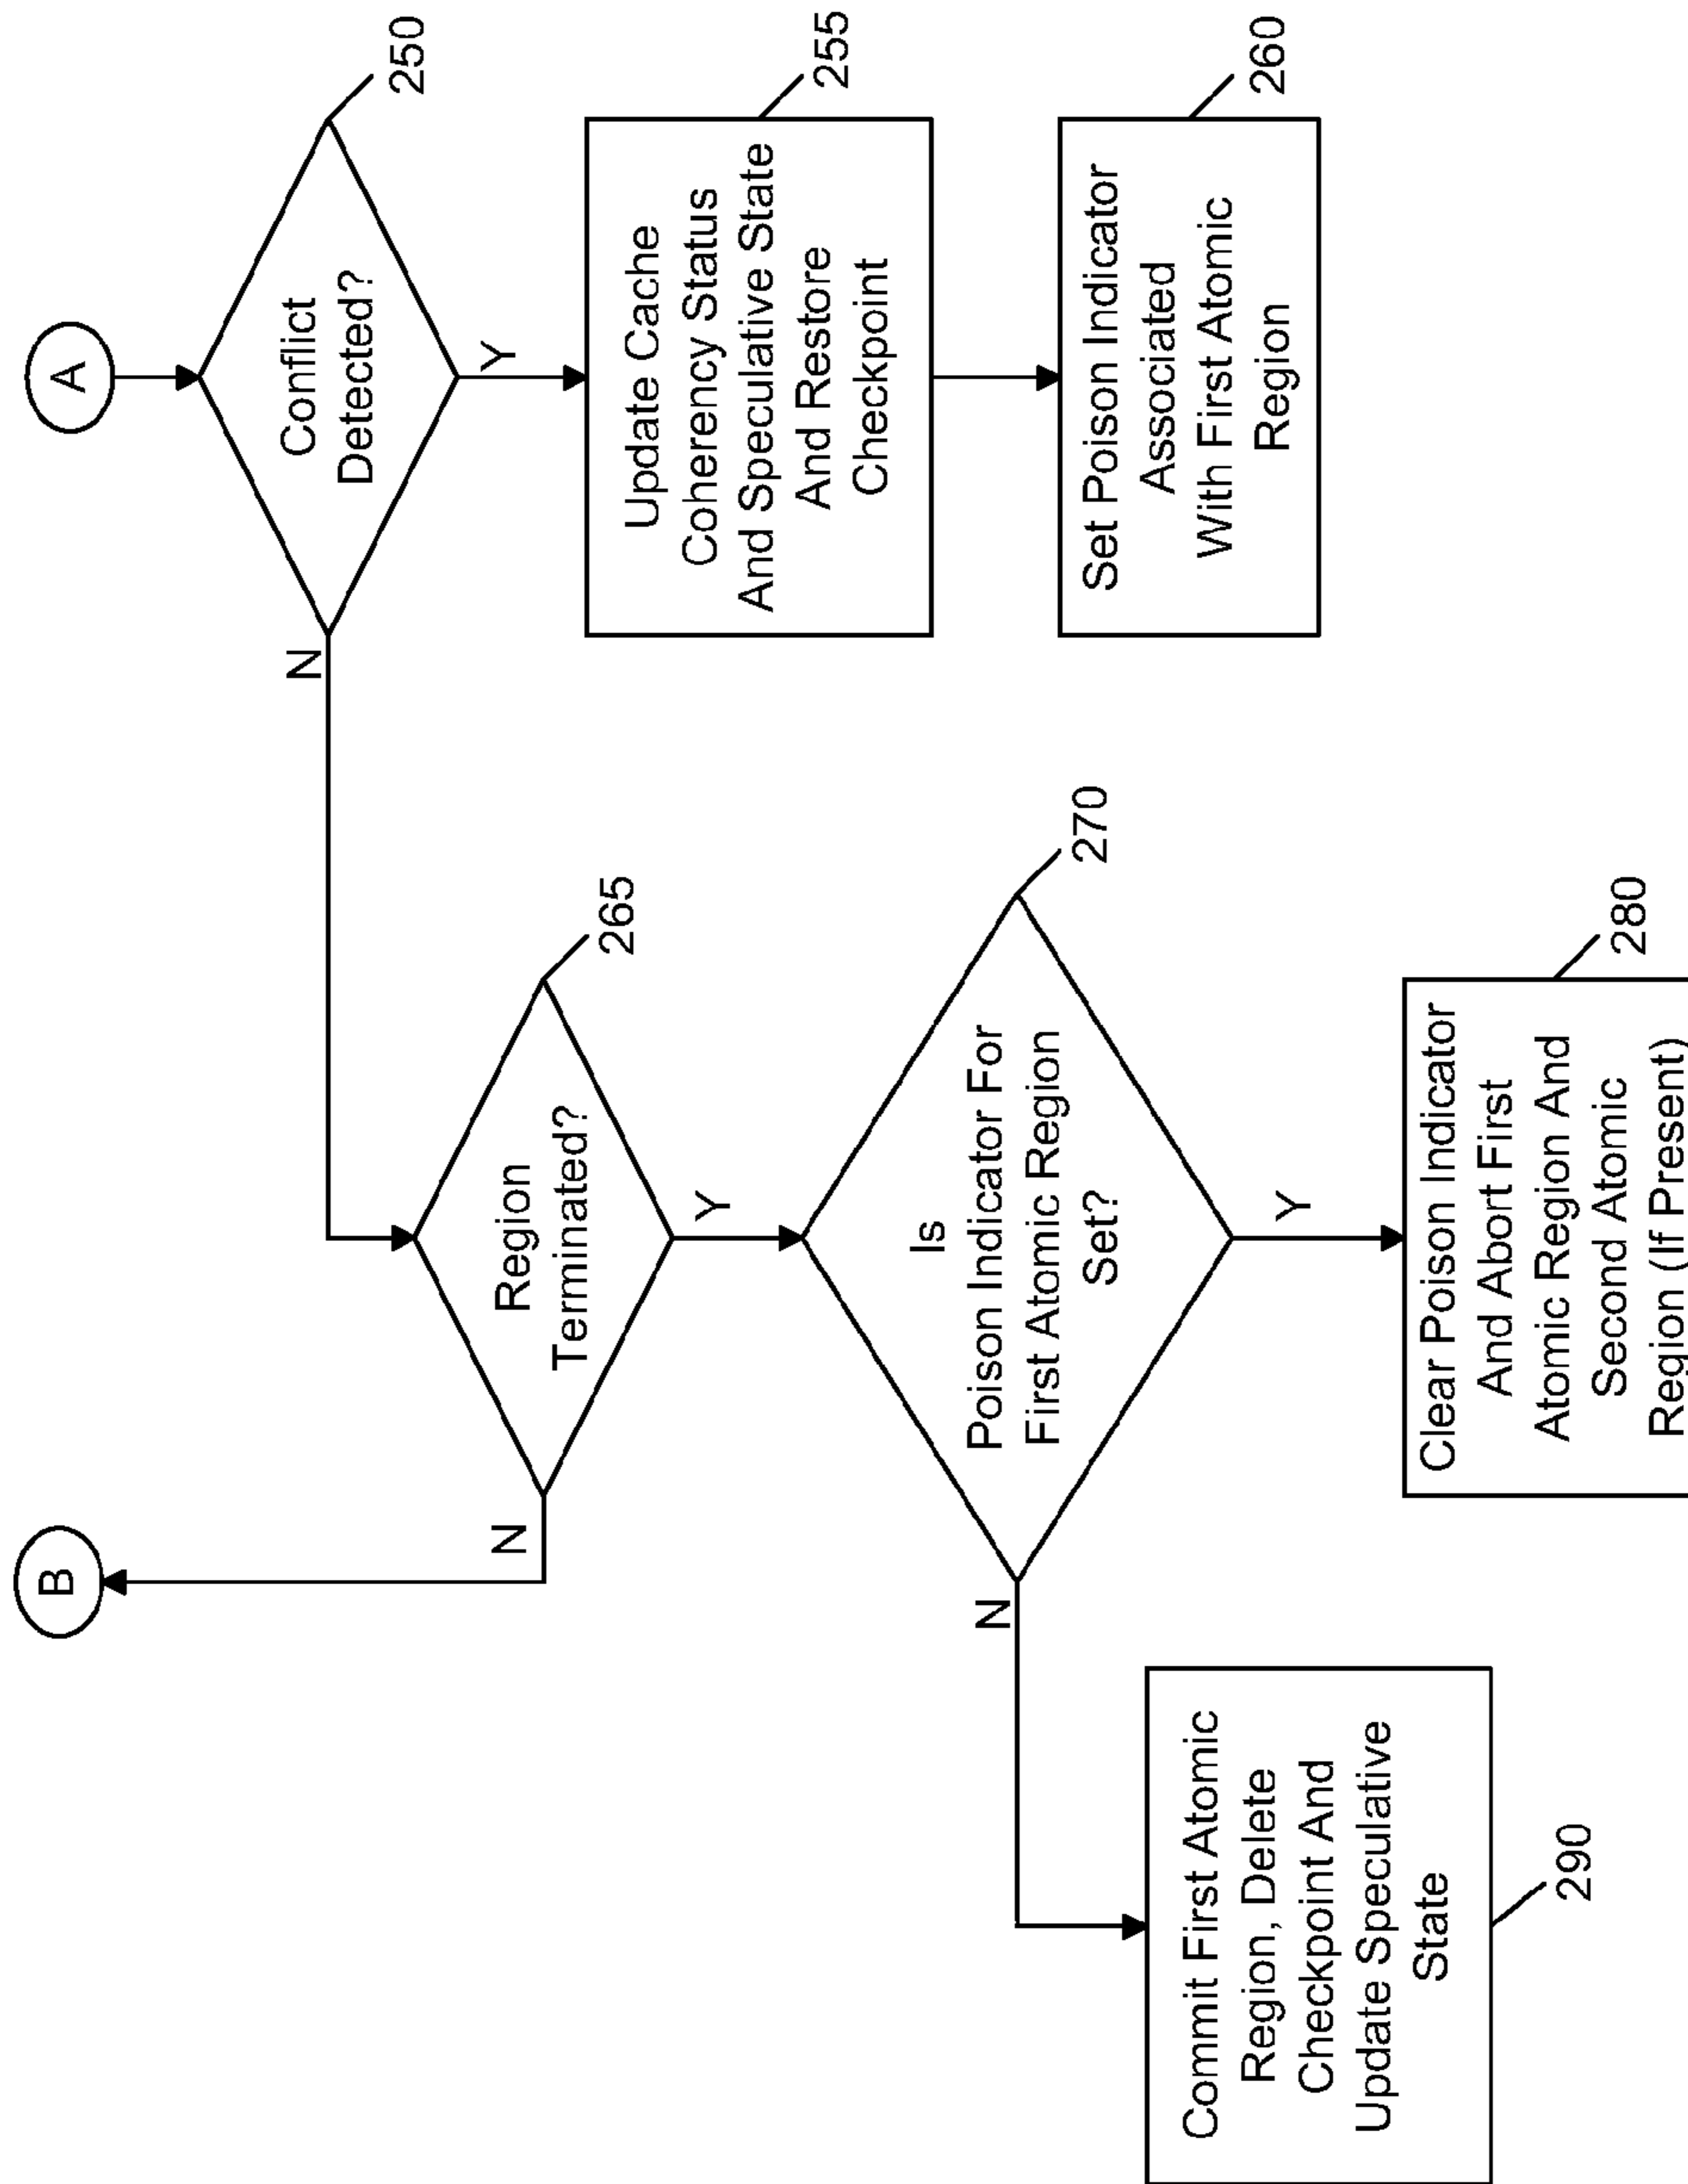 A
Conflict
Detected?
250
N
Y
Update Cache
Coherency Status
And Speculative State
And Restore
Checkpoint
255
Set Poison Indicator
Associated
With First Atomic
Region
260
B
Region
Terminated?
265
N
Y
Is
Poison Indicator For
First Atomic Region
Set?
270
N
Y
Clear Poison Indicator
And Abort First
Atomic Region And
Second Atomic
Region (If Present)
280
Commit First Atomic
Region, Delete
Checkpoint And
Update Speculative
State
290